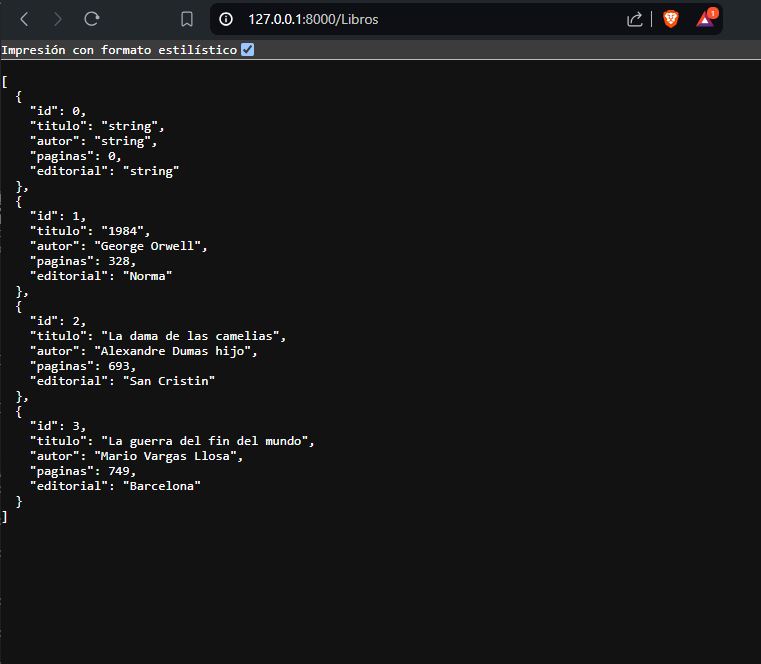 127.0.0.1:8000/Libros
1
Impresión con formato estilístico
[
  {
    "id": 0,
    "titulo": "string",
    "autor": "string",
    "paginas": 0,
    "editorial": "string"
  },
  {
    "id": 1,
    "titulo": "1984",
    "autor": "George Orwell",
    "paginas": 328,
    "editorial": "Norma"
  },
  {
    "id": 2,
    "titulo": "La dama de las camelias",
    "autor": "Alexandre Dumas hijo",
    "paginas": 693,
    "editorial": "San Cristin"
  },
  {
    "id": 3,
    "titulo": "La guerra del fin del mundo",
    "autor": "Mario Vargas Llosa",
    "paginas": 749,
    "editorial": "Barcelona"
  }
]